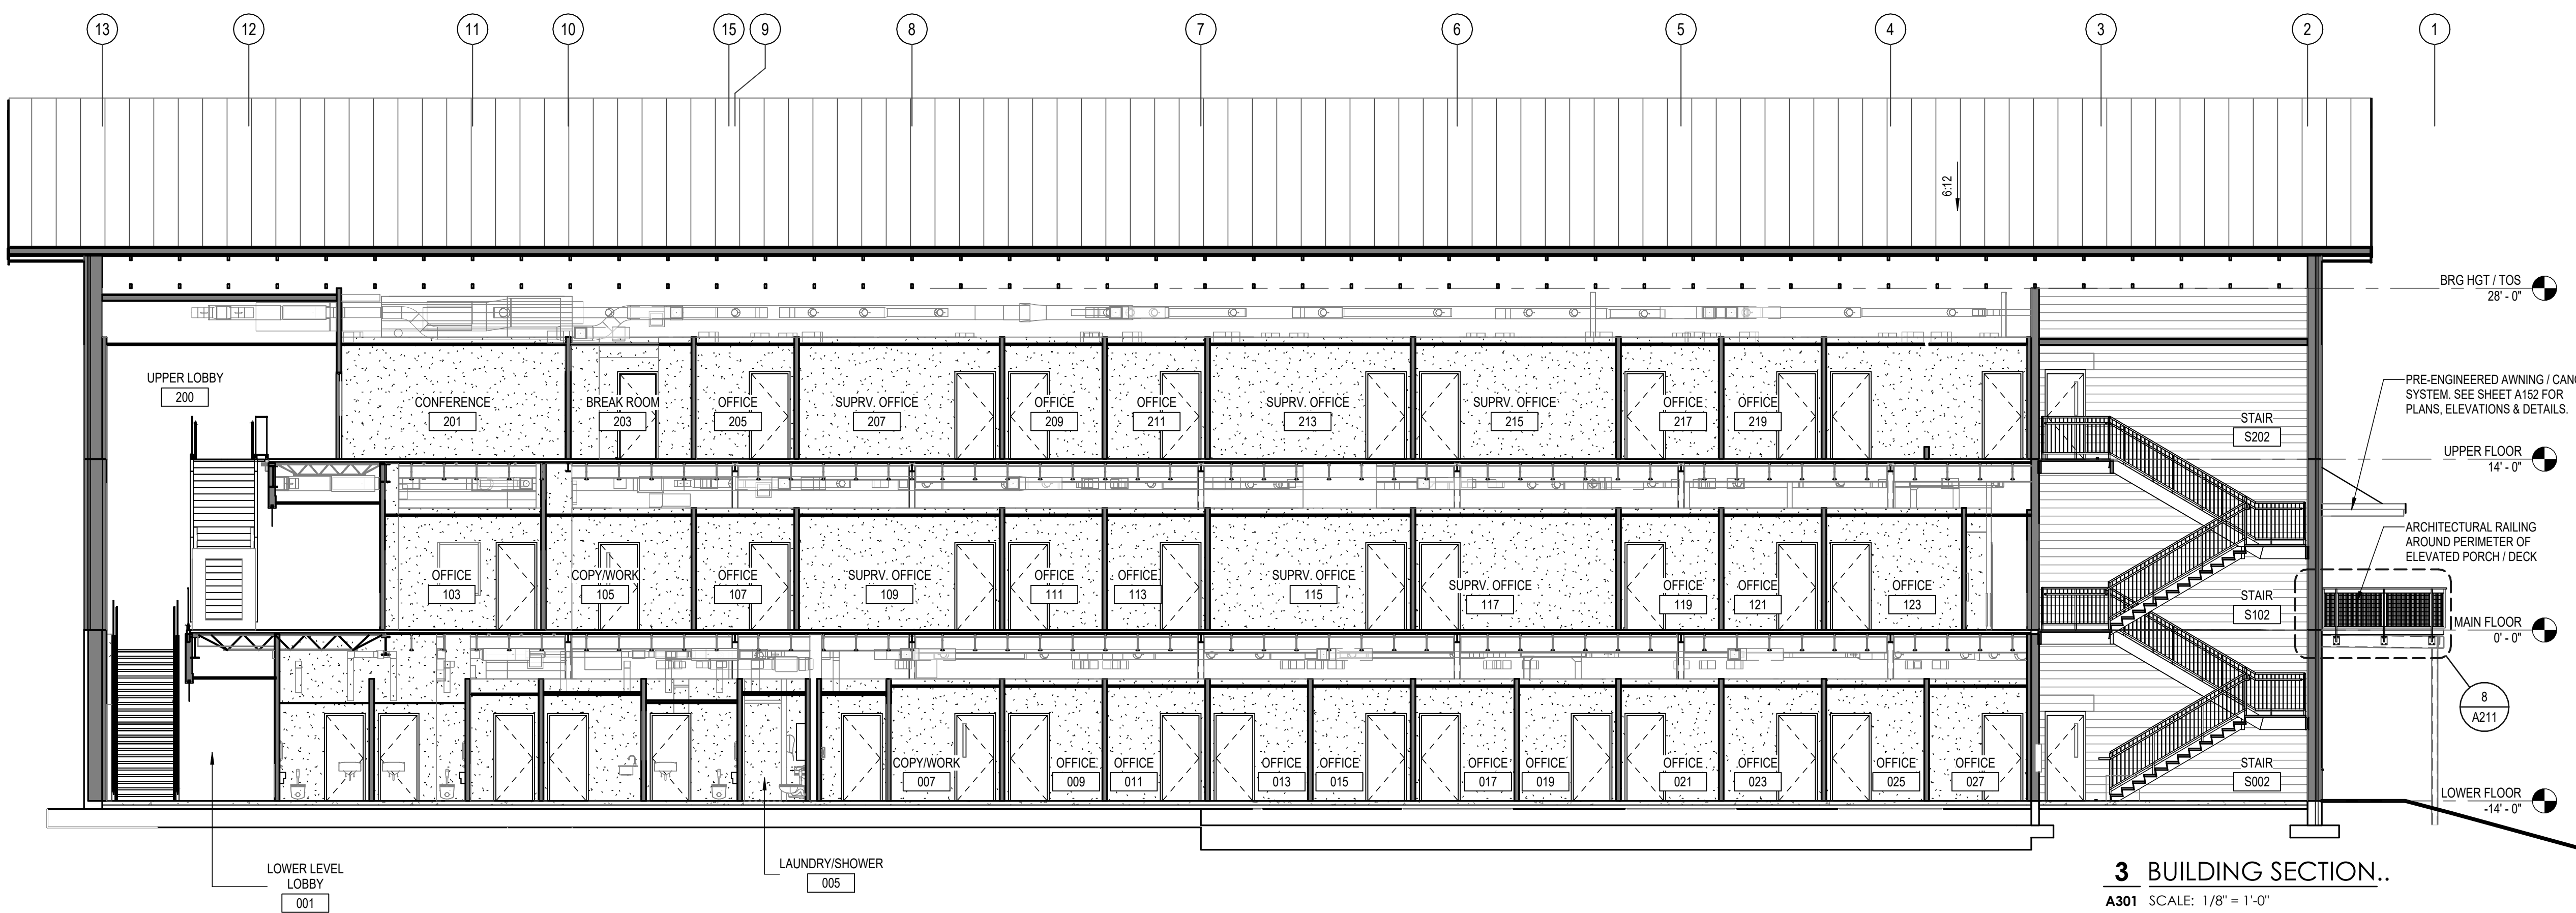 13
12
11
10
15
9
8
7
6
5
4
3
2
1
6:12
BRG HGT / TOS
28' - 0"
UPPER LOBBY
200
CONFERENCE
201
BREAK ROOM
203
OFFICE
205
SUPRV. OFFICE
207
OFFICE
209
OFFICE
211
SUPRV. OFFICE
213
SUPRV. OFFICE
215
OFFICE
217
OFFICE
219
STAIR
S202
PRE-ENGINEERED AWNING / CANO
SYSTEM. SEE SHEET A152 FOR
PLANS, ELEVATIONS & DETAILS.
UPPER FLOOR
14' - 0"
ARCHITECTURAL RAILING
AROUND PERIMETER OF
ELEVATED PORCH / DECK
OFFICE
103
COPY/WORK
105
OFFICE
107
SUPRV. OFFICE
109
OFFICE
111
OFFICE
113
SUPRV. OFFICE
115
SUPRV. OFFICE
117
OFFICE
119
OFFICE
121
OFFICE
123
STAIR
S102
MAIN FLOOR
0' - 0"
8
A211
COPY/WORK
007
OFFICE
009
OFFICE
011
OFFICE
013
OFFICE
015
OFFICE
017
OFFICE
019
OFFICE
021
OFFICE
023
OFFICE
025
OFFICE
027
STAIR
S002
LOWER FLOOR
-14' - 0"
LOWER LEVEL
LOBBY
001
LAUNDRY/SHOWER
005
3 BUILDING SECTION..
A301 SCALE: 1/8" = 1'-0"